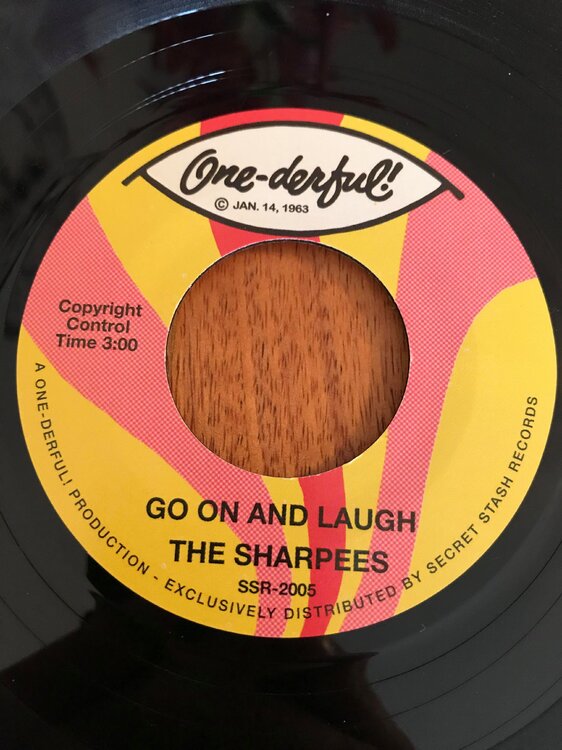 One-derful!
© JAN. 14, 1963
Copyright
Control
Time 3:00
GO ON AND LAUGH
THE SHARPEES
SSR-2005
A ONE-DERFUL! PRODUCTION - EXCLUSIVELY DISTRIBUTED BY SECRET STASH RECORDS